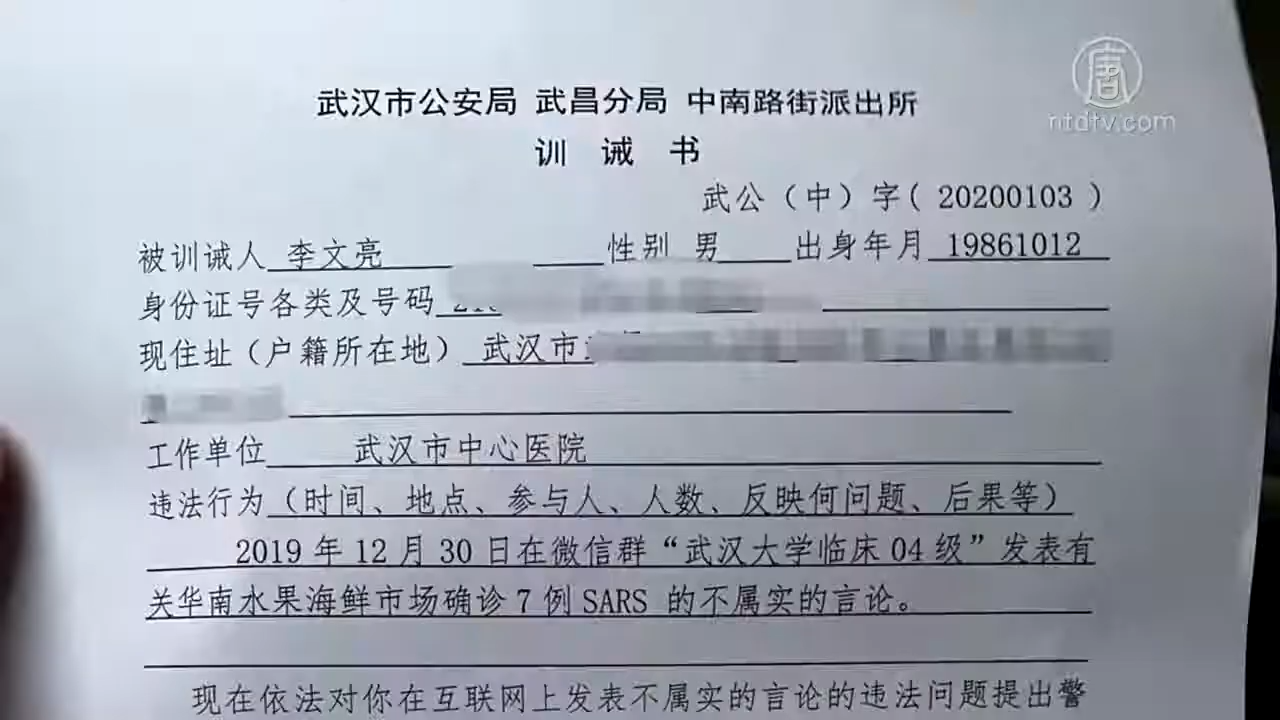 唐
ntdtv.com
武汉市公安局 武昌分局 中南路街派出所
训 诫 书
武公（中）字( 20200103 )
被训诫人 李文亮 性别 男 出身年月 19861012
身份证号各类及号码
现住址（户籍所在地） 武汉市
工作单位 武汉市中心医院
违法行为（时间、地点、参与人、人数、反映何问题、后果等）
2019 年 12 月 30 日在微信群“武汉大学临床 04 级”发表有
关华南水果海鲜市场确诊 7 例 SARS 的不属实的言论。
现在依法对你在互联网上发表不属实的言论的违法问题提出警